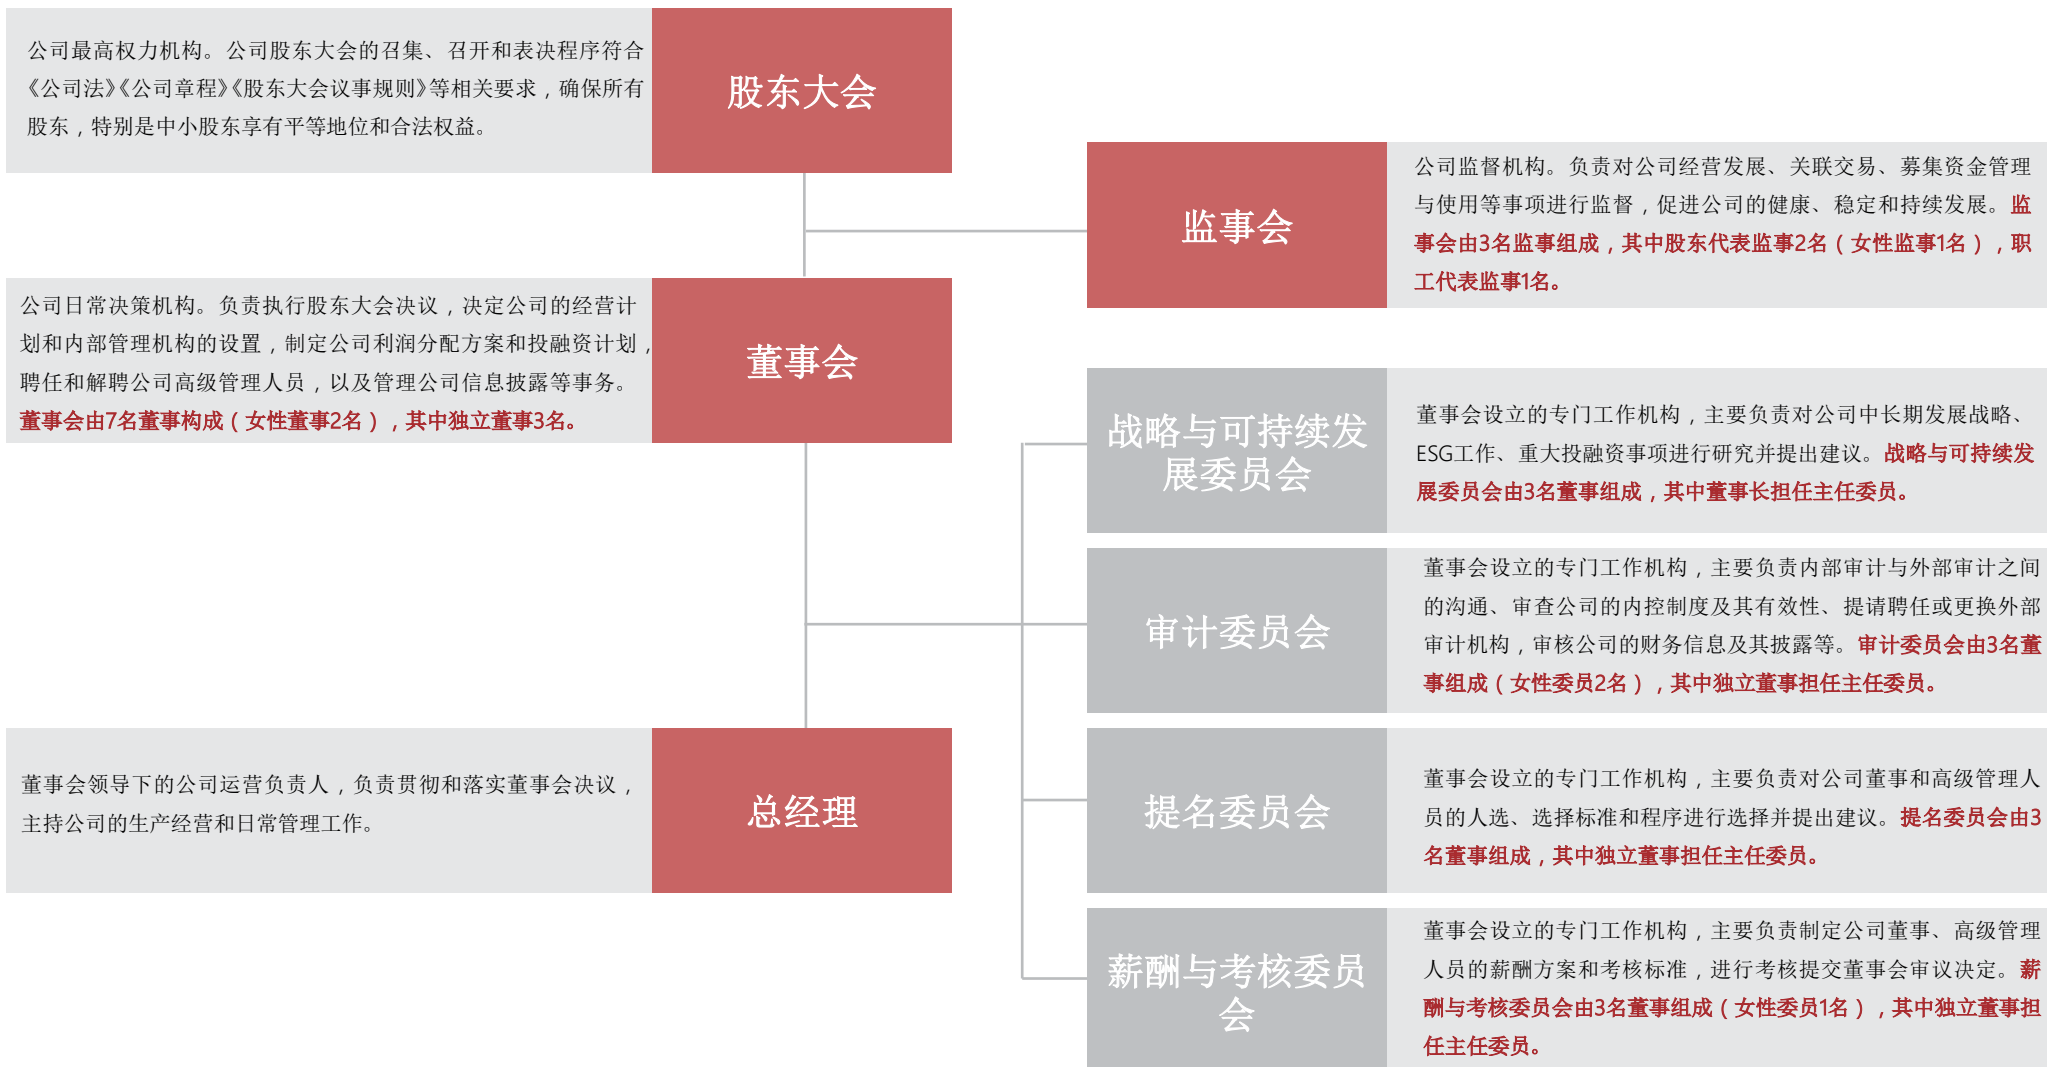 公司最高权力机构。公司股东大会的召集、召开和表决程序符合
《公司法》《公司章程》《股东大会议事规则》等相关要求，确保所有
股东，特别是中小股东享有平等地位和合法权益。
股东大会
监事会
公司监督机构。负责对公司经营发展、关联交易、募集资金管理
与使用等事项进行监督，促进公司的健康、稳定和持续发展。监
事会由3名监事组成，其中股东代表监事2名（女性监事1名），职
工代表监事1名。
公司日常决策机构。负责执行股东大会决议，决定公司的经营计
划和内部管理机构的设置，制定公司利润分配方案和投融资计划，
聘任和解聘公司高级管理人员，以及管理公司信息披露等事务。
董事会由7名董事构成（女性董事2名），其中独立董事3名。
董事会
战略与可持续发
展委员会
董事会设立的专门工作机构，主要负责对公司中长期发展战略、
ESG工作、重大投融资事项进行研究并提出建议。战略与可持续发
展委员会由3名董事组成，其中董事长担任主任委员。
审计委员会
董事会设立的专门工作机构，主要负责内部审计与外部审计之间
的沟通、审查公司的内控制度及其有效性、提请聘任或更换外部
审计机构，审核公司的财务信息及其披露等。审计委员会由3名董
事组成（女性委员2名），其中独立董事担任主任委员。
董事会领导下的公司运营负责人，负责贯彻和落实董事会决议，
主持公司的生产经营和日常管理工作。
总经理
提名委员会
董事会设立的专门工作机构，主要负责对公司董事和高级管理人
员的人选、选择标准和程序进行选择并提出建议。提名委员会由3
名董事组成，其中独立董事担任主任委员。
薪酬与考核委员
会
董事会设立的专门工作机构，主要负责制定公司董事、高级管理
人员的薪酬方案和考核标准，进行考核提交董事会审议决定。薪
酬与考核委员会由3名董事组成（女性委员1名），其中独立董事担
任主任委员。